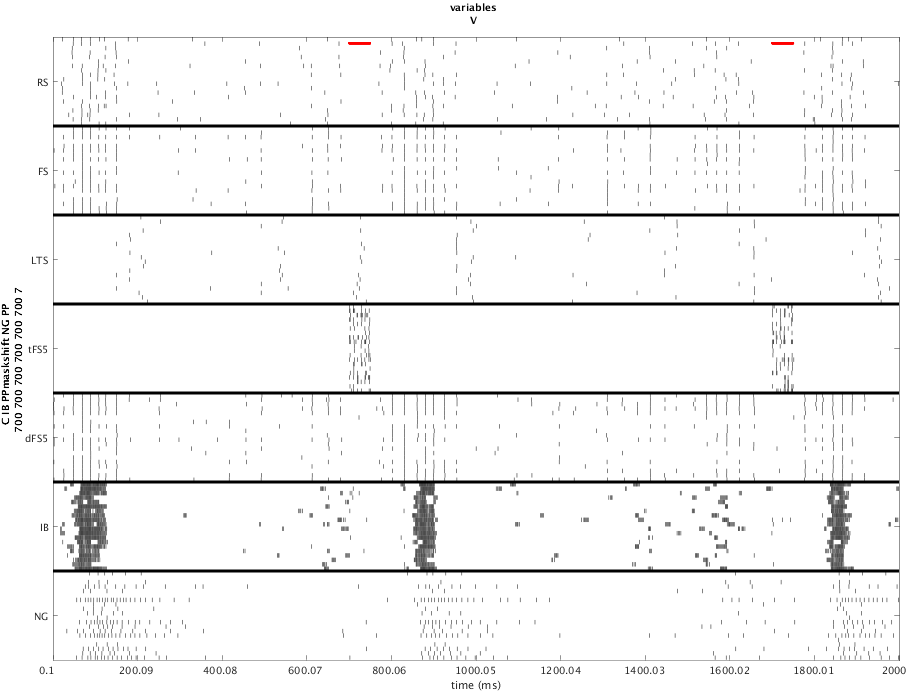 variables
V
RS
FS
LTS
tFS5
dFS5
IB
NG
C IB PPmaskshift NG PP
700 700 700 700 700 700 7
0.1 200.09 400.08 600.07 800.06 1000.05 1200.04 1400.03 1600.02 1800.01 2000
time (ms)